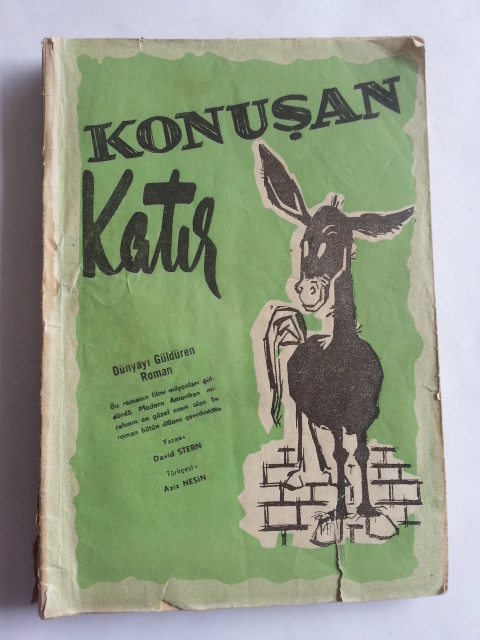 KONUŞAN
Katır
Dünyayı Güldüren
Roman
Bu romanın filmi milyonları gül-
dürdü. Modern Amerikan mi-
zahının en güzel eseri olan bu
roman bütün dillere çevrilmiştir.
Yazan:
David STERN
Türkçesi:
Aziz NESİN